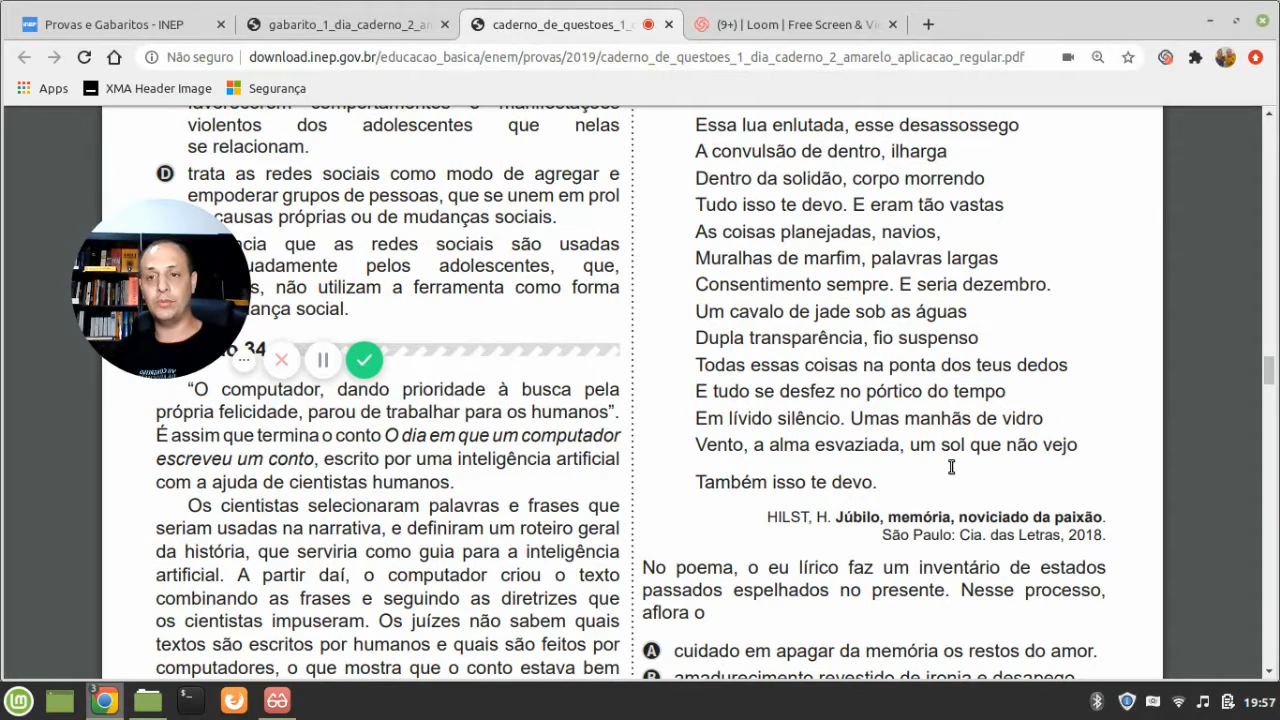 Provas e Gabaritos - INEP
gabarito_1_dia_caderno_2_am
caderno_de_questoes_1_
(9+) | Loom | Free Screen & Vi
Não seguro
download.inep.gov.br/educacao_basica/enem/provas/2019/caderno_de_questoes_1_dia_caderno_2_amarelo_aplicacao_regular.pdf
Apps
XMA Header Image
Segurança
favorecerem comportamentos e manifestações
violentos dos adolescentes que nelas
se relacionam.
D trata as redes sociais como modo de agregar e
empoderar grupos de pessoas, que se unem em prol
causas próprias ou de mudanças sociais.
que as redes sociais são usadas
pelos adolescentes, que,
não utilizam a ferramenta como forma
social.
34
“O computador, dando prioridade à busca pela
própria felicidade, parou de trabalhar para os humanos”.
É assim que termina o conto O dia em que um computador
escreveu um conto, escrito por uma inteligência artificial
com a ajuda de cientistas humanos.
Os cientistas selecionaram palavras e frases que
seriam usadas na narrativa, e definiram um roteiro geral
da história, que serviria como guia para a inteligência
artificial. A partir daí, o computador criou o texto
combinando as frases e seguindo as diretrizes que
os cientistas impuseram. Os juízes não sabem quais
textos são escritos por humanos e quais são feitos por
computadores, o que mostra que o conto estava bem
Essa lua enlutada, esse desassossego
A convulsão de dentro, ilharga
Dentro da solidão, corpo morrendo
Tudo isso te devo. E eram tão vastas
As coisas planejadas, navios,
Muralhas de marfim, palavras largas
Consentimento sempre. E seria dezembro.
Um cavalo de jade sob as águas
Dupla transparência, fio suspenso
Todas essas coisas na ponta dos teus dedos
E tudo se desfez no pórtico do tempo
Em lívido silêncio. Umas manhãs de vidro
Vento, a alma esvaziada, um sol que não vejo
Também isso te devo.
HILST, H. Júbilo, memória, noviciado da paixão.
São Paulo: Cia. das Letras, 2018.
No poema, o eu lírico faz um inventário de estados
passados espelhados no presente. Nesse processo,
aflora o
A cuidado em apagar da memória os restos do amor.
B amadurecimento revestido de ironia e desapego
3
19:57